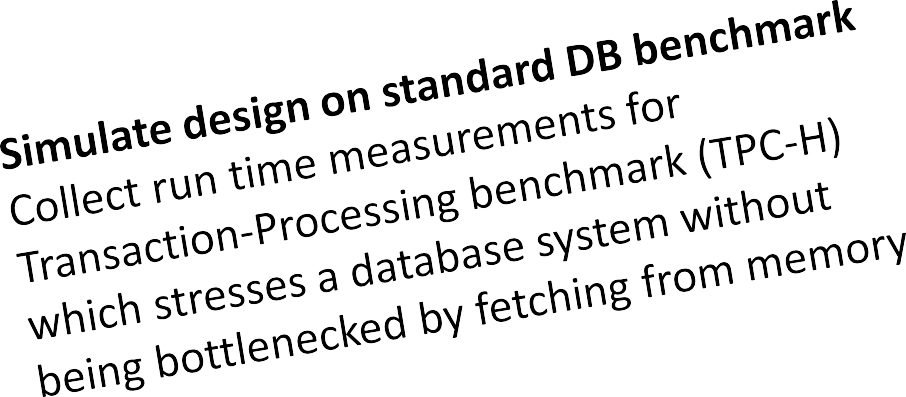 Simulate design on standard DB benchmark
Collect run time measurements for
Transaction-Processing benchmark (TPC-H)
which stresses a database system without
being bottlenecked by fetching from memory